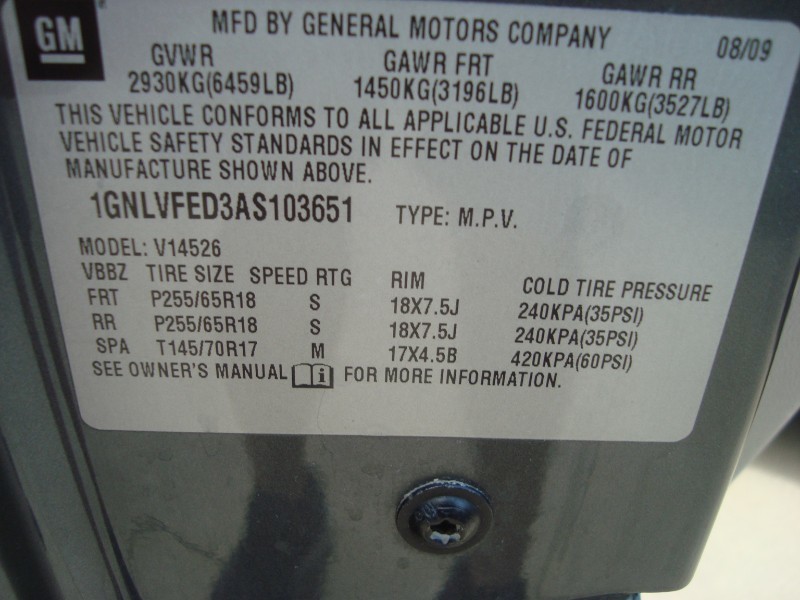 GM
MFD BY GENERAL MOTORS COMPANY 08/09
GVWR GAWR FRT GAWR RR
2930KG(6459LB) 1450KG(3196LB) 1600KG(3527LB)
THIS VEHICLE CONFORMS TO ALL APPLICABLE U.S. FEDERAL MOTOR
VEHICLE SAFETY STANDARDS IN EFFECT ON THE DATE OF
MANUFACTURE SHOWN ABOVE.
1GNLVFED3AS103651 TYPE: M.P.V.
MODEL: V14526
VBBZ TIRE SIZE SPEED RTG RIM COLD TIRE PRESSURE
FRT P255/65R18 S 18X7.5J 240KPA(35PSI)
RR P255/65R18 S 18X7.5J 240KPA(35PSI)
SPA T145/70R17 M 17X4.5B 420KPA(60PSI)
SEE OWNER'S MANUAL FOR MORE INFORMATION.